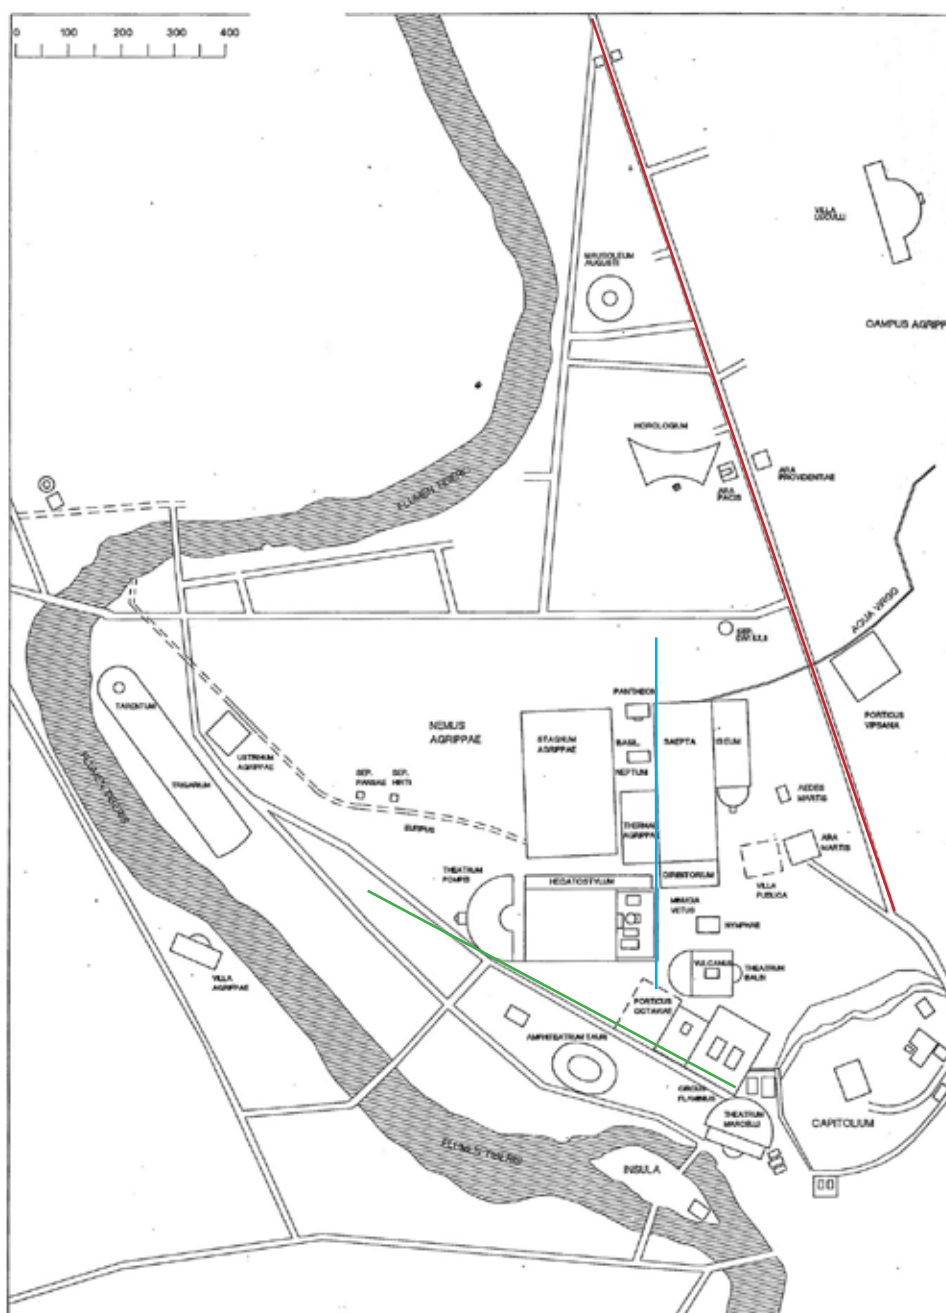 0 100 200 300 400
VILLA
LUCULLI
MAUSOLEUM
AUGUSTI
CAMPUS AGRIPP
HOROLOGIUM
ARA
PROVIDENTIAE
ARA
PACIS
FLUMEN TIBERE
AQUA VIRGO
SEP.
PANTHEON
PORTICUS
VIPSANIA
TARENTUM
NEMUS
AGRIPPAE
STAGNUM
AGRIPPAE
BASIL.
NEPTUNI
SAEPTA
ISEUM
USTRINUM
AGRIPPAE
SEP.
PANSAE
SEP.
HIRTI
TRIGARIUM
AEDES
MARTIS
EURIPUS
THERMAE
AGRIPPAE
ARA
MARTIS
THEATRUM
POMPEI
HECATOSTYLUM
DIRIBITORIUM
VILLA
PUBLICA
MINUCIA
VETUS
NYMPHAE
VULCANUS
THEATRUM
BALBI
VILLA
AGRIPPAE
PORTICUS
OCTAVIAE
AMPHITEATRUM TAURI
CIRCUS
FLAMINIUS
THEATRUM
MARCELLI
CAPITOLIUM
INSULA